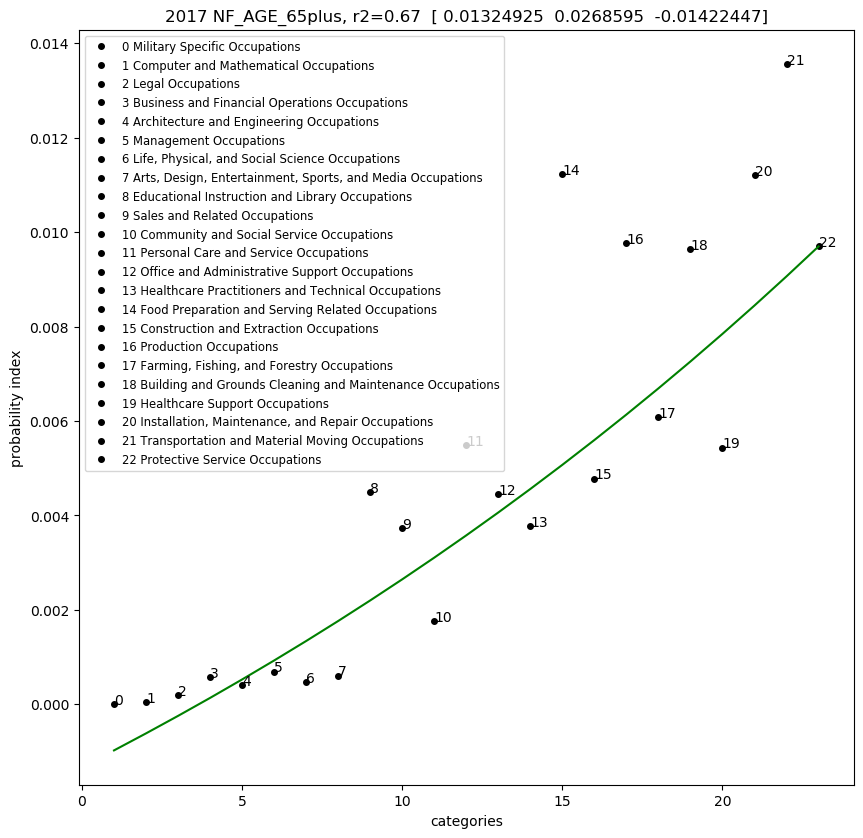 2017 NF_AGE_65plus, r2=0.67 [ 0.01324925 0.0268595 -0.01422447]
0 Military Specific Occupations
1 Computer and Mathematical Occupations
2 Legal Occupations
3 Business and Financial Operations Occupations
4 Architecture and Engineering Occupations
5 Management Occupations
6 Life, Physical, and Social Science Occupations
7 Arts, Design, Entertainment, Sports, and Media Occupations
8 Educational Instruction and Library Occupations
9 Sales and Related Occupations
10 Community and Social Service Occupations
11 Personal Care and Service Occupations
12 Office and Administrative Support Occupations
13 Healthcare Practitioners and Technical Occupations
14 Food Preparation and Serving Related Occupations
15 Construction and Extraction Occupations
16 Production Occupations
17 Farming, Fishing, and Forestry Occupations
18 Building and Grounds Cleaning and Maintenance Occupations
19 Healthcare Support Occupations
20 Installation, Maintenance, and Repair Occupations
21 Transportation and Material Moving Occupations
22 Protective Service Occupations
probability index
0.014
0.012
0.010
0.008
0.006
0.004
0.002
0.000
0
1
2
3
4
5
6
7
8
9
10
11
12
13
14
15
16
17
18
19
20
21
22
0
5
10
15
20
categories